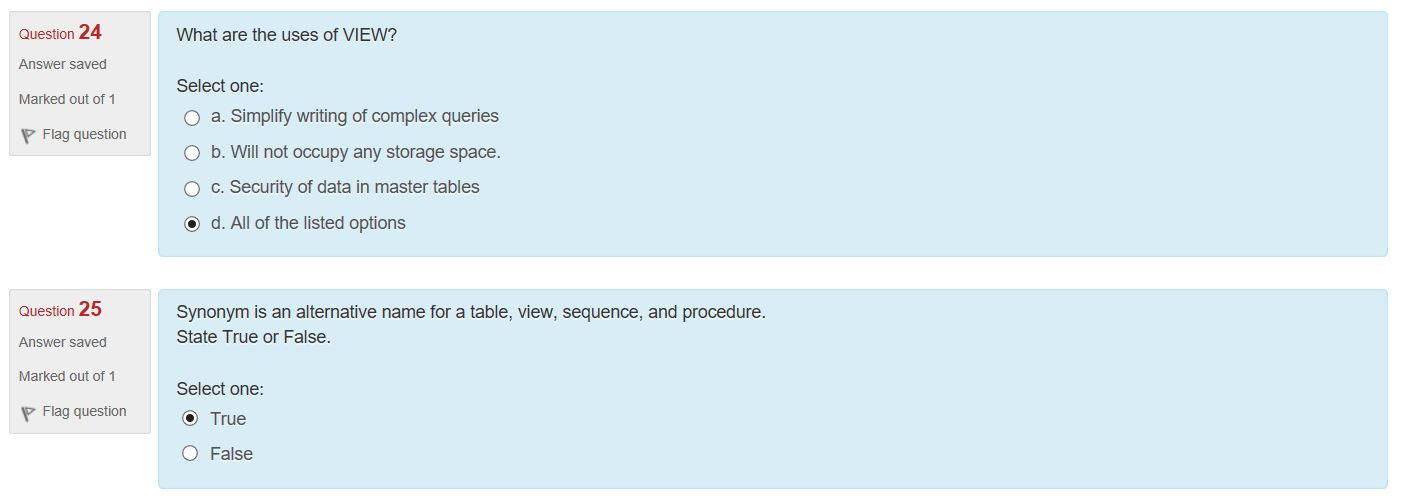 Question 24
Answer saved
Marked out of 1
Flag question
What are the uses of VIEW?
Select one:
a. Simplify writing of complex queries
b. Will not occupy any storage space.
c. Security of data in master tables
d. All of the listed options
Question 25
Answer saved
Marked out of 1
Flag question
Synonym is an alternative name for a table, view, sequence, and procedure.
State True or False.
Select one:
True
False